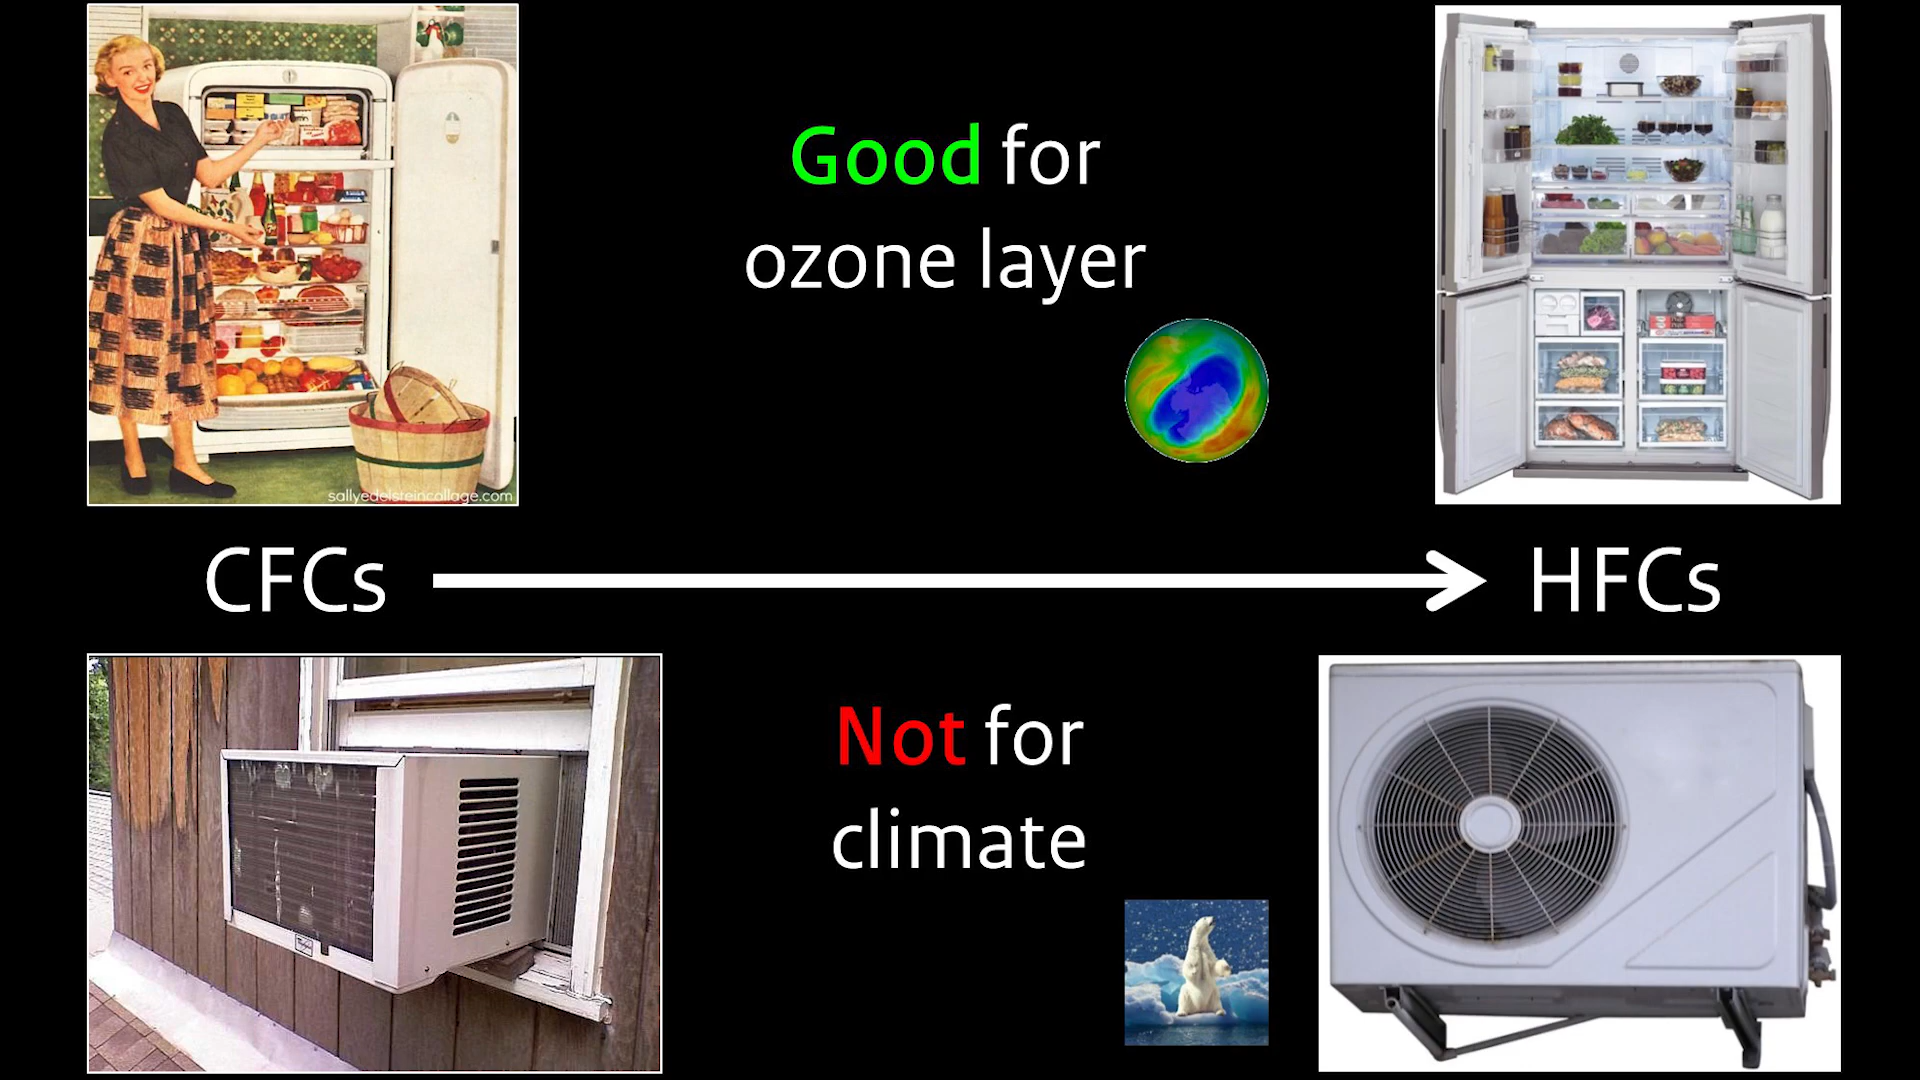 Good for
ozone layer
sallyedelsteincollage.com
CFCs
HFCs
Not for
climate